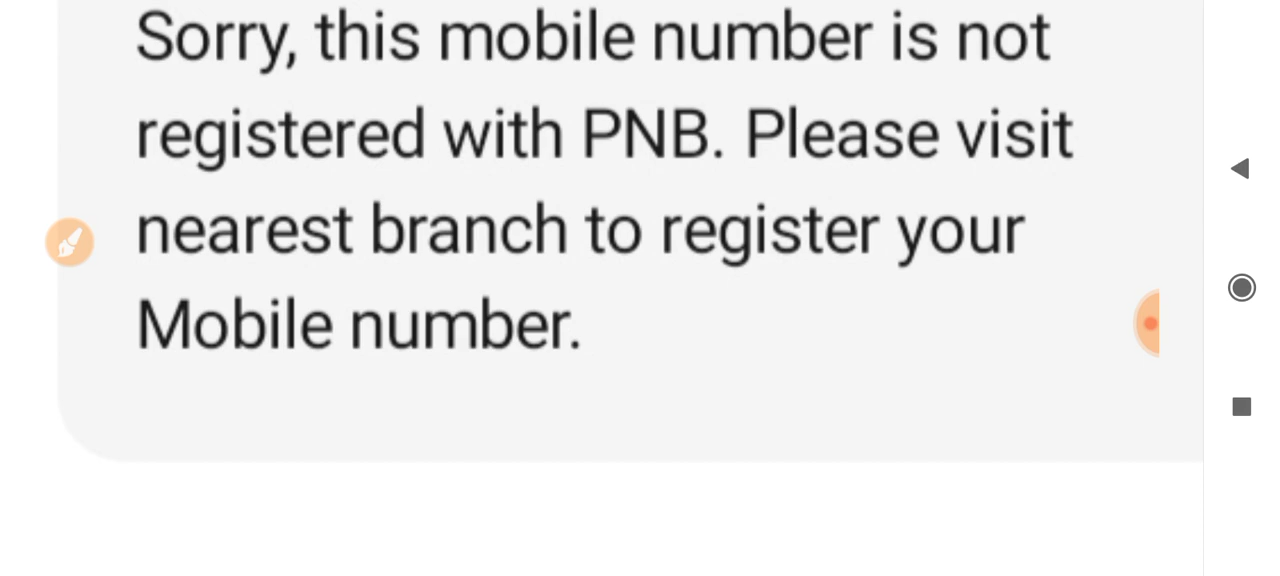 Sorry, this mobile number is not
registered with PNB. Please visit
nearest branch to register your
Mobile number.